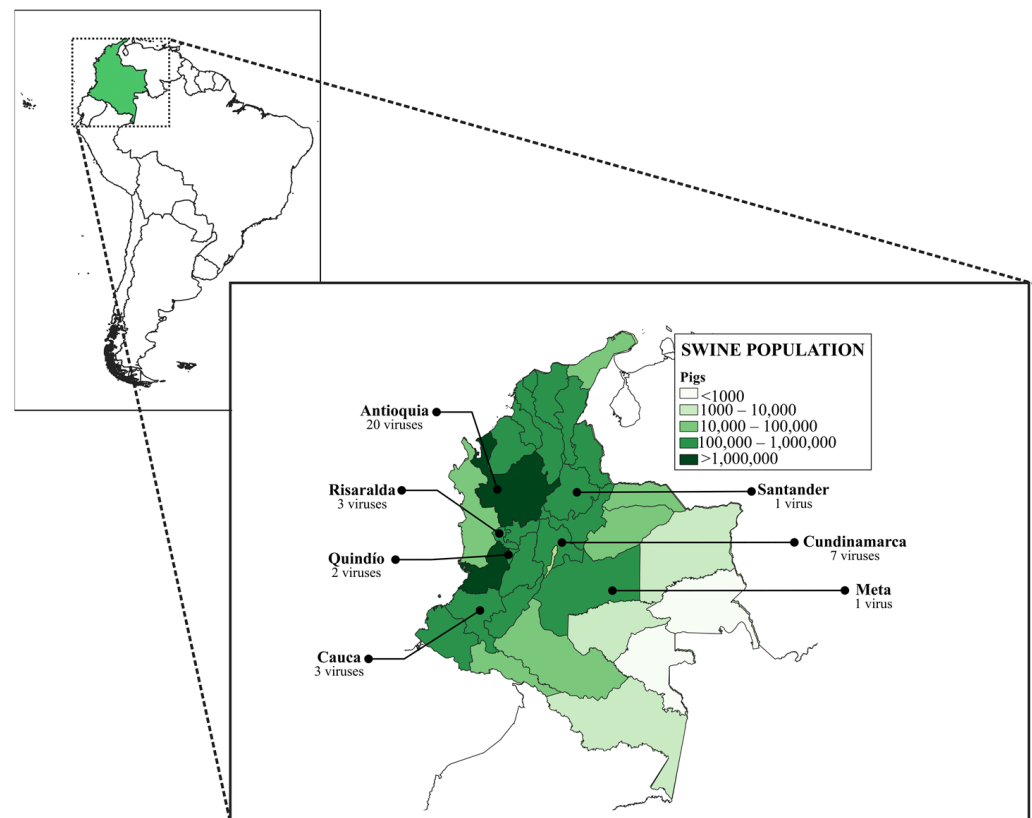 SWINE POPULATION
Pigs
<1000
1000 – 10,000
10,000 – 100,000
100,000 – 1,000,000
>1,000,000
Antioquia
20 viruses
Risaralda
3 viruses
Quindío
2 viruses
Cauca
3 viruses
Santander
1 virus
Cundinamarca
7 viruses
Meta
1 virus